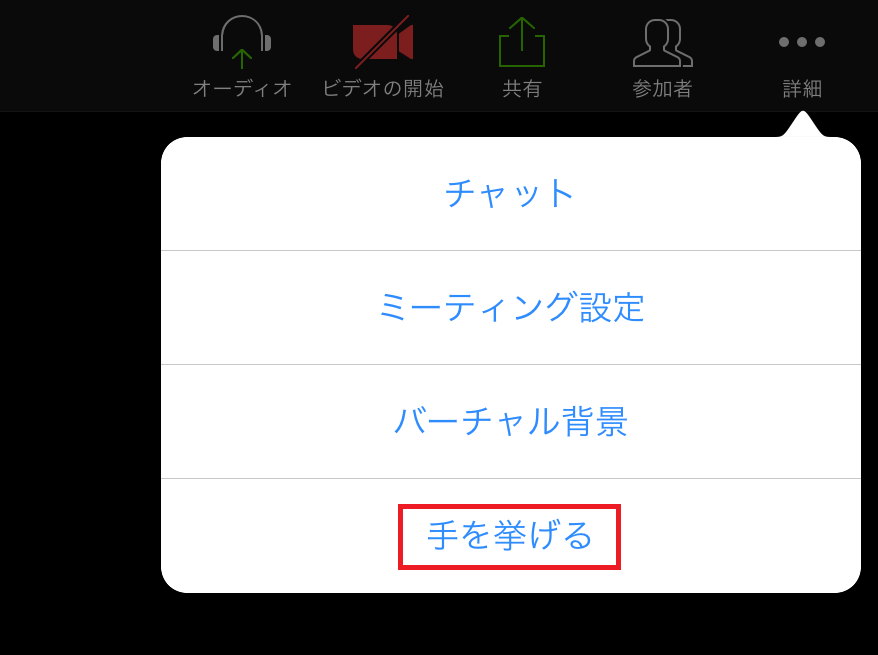 オーディオ ビデオの開始 共有 参加者 詳細
チャット
ミーティング設定
バーチャル背景
手を挙げる